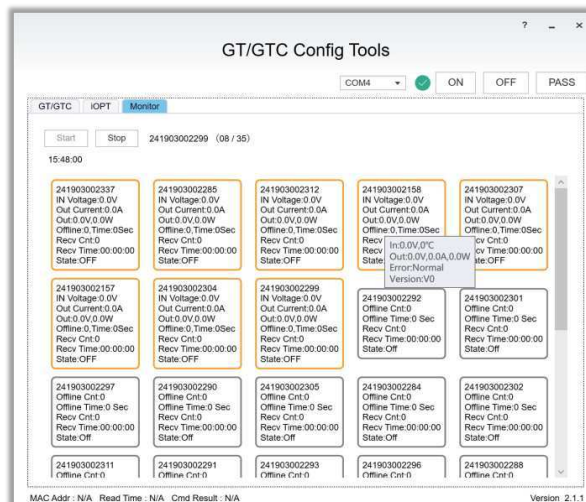 ? – ×
GT/GTC Config Tools
COM4 ON OFF PASS
GT/GTC iOPT Monitor
Start Stop 241903002299 (08 / 35)
15:48:00
241903002337
IN Voltage:0.0V
Out Current:0.0A
Out:0.0V,0.0W
Offline:0,Time:0Sec
Recv Cnt:0
Recv Time:00:00:00
State:OFF
241903002285
IN Voltage:0.0V
Out Current:0.0A
Out:0.0V,0.0W
Offline:0,Time:0Sec
Recv Cnt:0
Recv Time:00:00:00
State:OFF
241903002312
IN Voltage:0.0V
Out Current:0.0A
Out:0.0V,0.0W
Offline:0,Time:0Sec
Recv Cnt:0
Recv Time:00:00:00
State:OFF
241903002158
IN Voltage:0.0V
Out Current:0.0A
Out:0.0V,0.0W
Offline:0,Time:0Sec
Recv
Recv
State
241903002307
IN Voltage:0.0V
Out Current:0.0A
Out:0.0V,0.0W
Offline:0,Time:0Sec
In:0.0V,0°C
Out:0.0V,0.0A,0.0W
Error:Normal
Version:V0
241903002157
IN Voltage:0.0V
Out Current:0.0A
Out:0.0V,0.0W
Offline:0,Time:0Sec
Recv Cnt:0
Recv Time:00:00:00
State:OFF
241903002304
IN Voltage:0.0V
Out Current:0.0A
Out:0.0V,0.0W
Offline:0,Time:0Sec
Recv Cnt:0
Recv Time:00:00:00
State:OFF
241903002299
IN Voltage:0.0V
Out Current:0.0A
Out:0.0V,0.0W
Offline:0,Time:0Sec
Recv Cnt:0
Recv Time:00:00:00
State:OFF
241903002292
Offline Cnt:0
Offline Time:0 Sec
Recv Cnt:0
Recv Time:00:00:00
State:Off
241903002301
Offline Cnt:0
Offline Time:0 Sec
Recv Cnt:0
Recv Time:00:00:00
State:Off
241903002297
Offline Cnt:0
Offline Time:0 Sec
Recv Cnt:0
Recv Time:00:00:00
State:Off
241903002290
Offline Cnt:0
Offline Time:0 Sec
Recv Cnt:0
Recv Time:00:00:00
State:Off
241903002305
Offline Cnt:0
Offline Time:0 Sec
Recv Cnt:0
Recv Time:00:00:00
State:Off
241903002284
Offline Cnt:0
Offline Time:0 Sec
Recv Cnt:0
Recv Time:00:00:00
State:Off
241903002302
Offline Cnt:0
Offline Time:0 Sec
Recv Cnt:0
Recv Time:00:00:00
State:Off
241903002311
Offline Cnt:0
241903002291
Offline Cnt:0
241903002293
Offline Cnt:0
241903002296
Offline Cnt:0
241903002288
Offline Cnt:0
MAC Addr : N/A Read Time : N/A Cmd Result : N/A Version 2.1.1